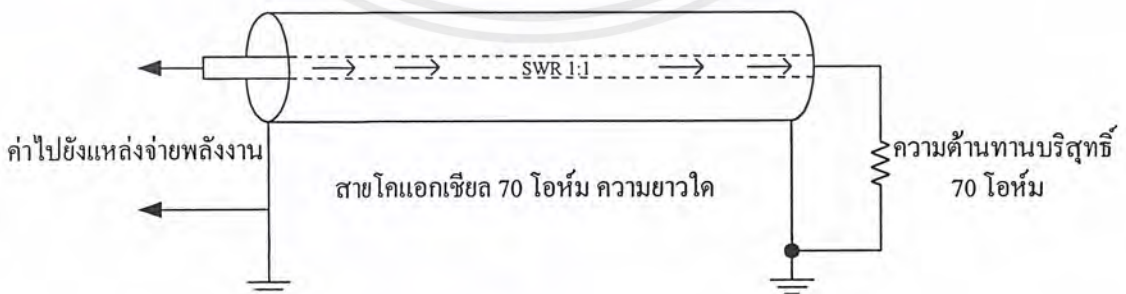 SWR 1:1
ค่าไปยังแหล่งจ่ายพลังงาน
สายโคแอกเชียล 70 โอห์ม ความยาวใด
ความต้านทานบริสุทธิ์
70 โอห์ม